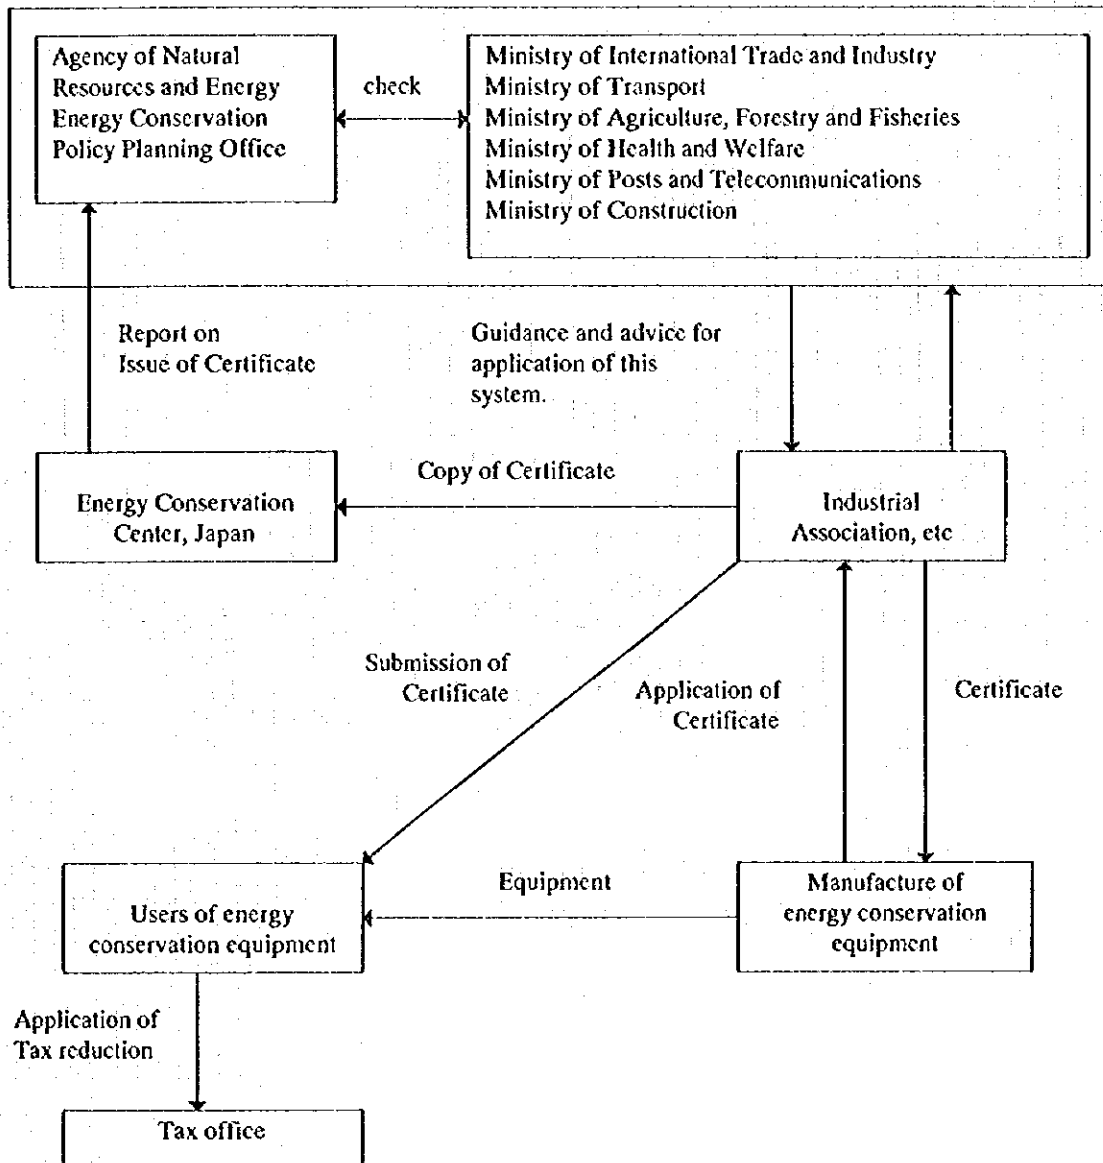 Agency of Natural
Resources and Energy
Energy Conservation
Policy Planning Office
check
Ministry of International Trade and Industry
Ministry of Transport
Ministry of Agriculture, Forestry and Fisheries
Ministry of Health and Welfare
Ministry of Posts and Telecommunications
Ministry of Construction
Report on
Issue of Certificate
Guidance and advice for
application of this
system.
Copy of Certificate
Energy Conservation
Center, Japan
Industrial
Association, etc
Submission of
Certificate
Application of
Certificate
Certificate
Equipment
Users of energy
conservation equipment
Manufacture of
energy conservation
equipment
Application of
Tax reduction
Tax office